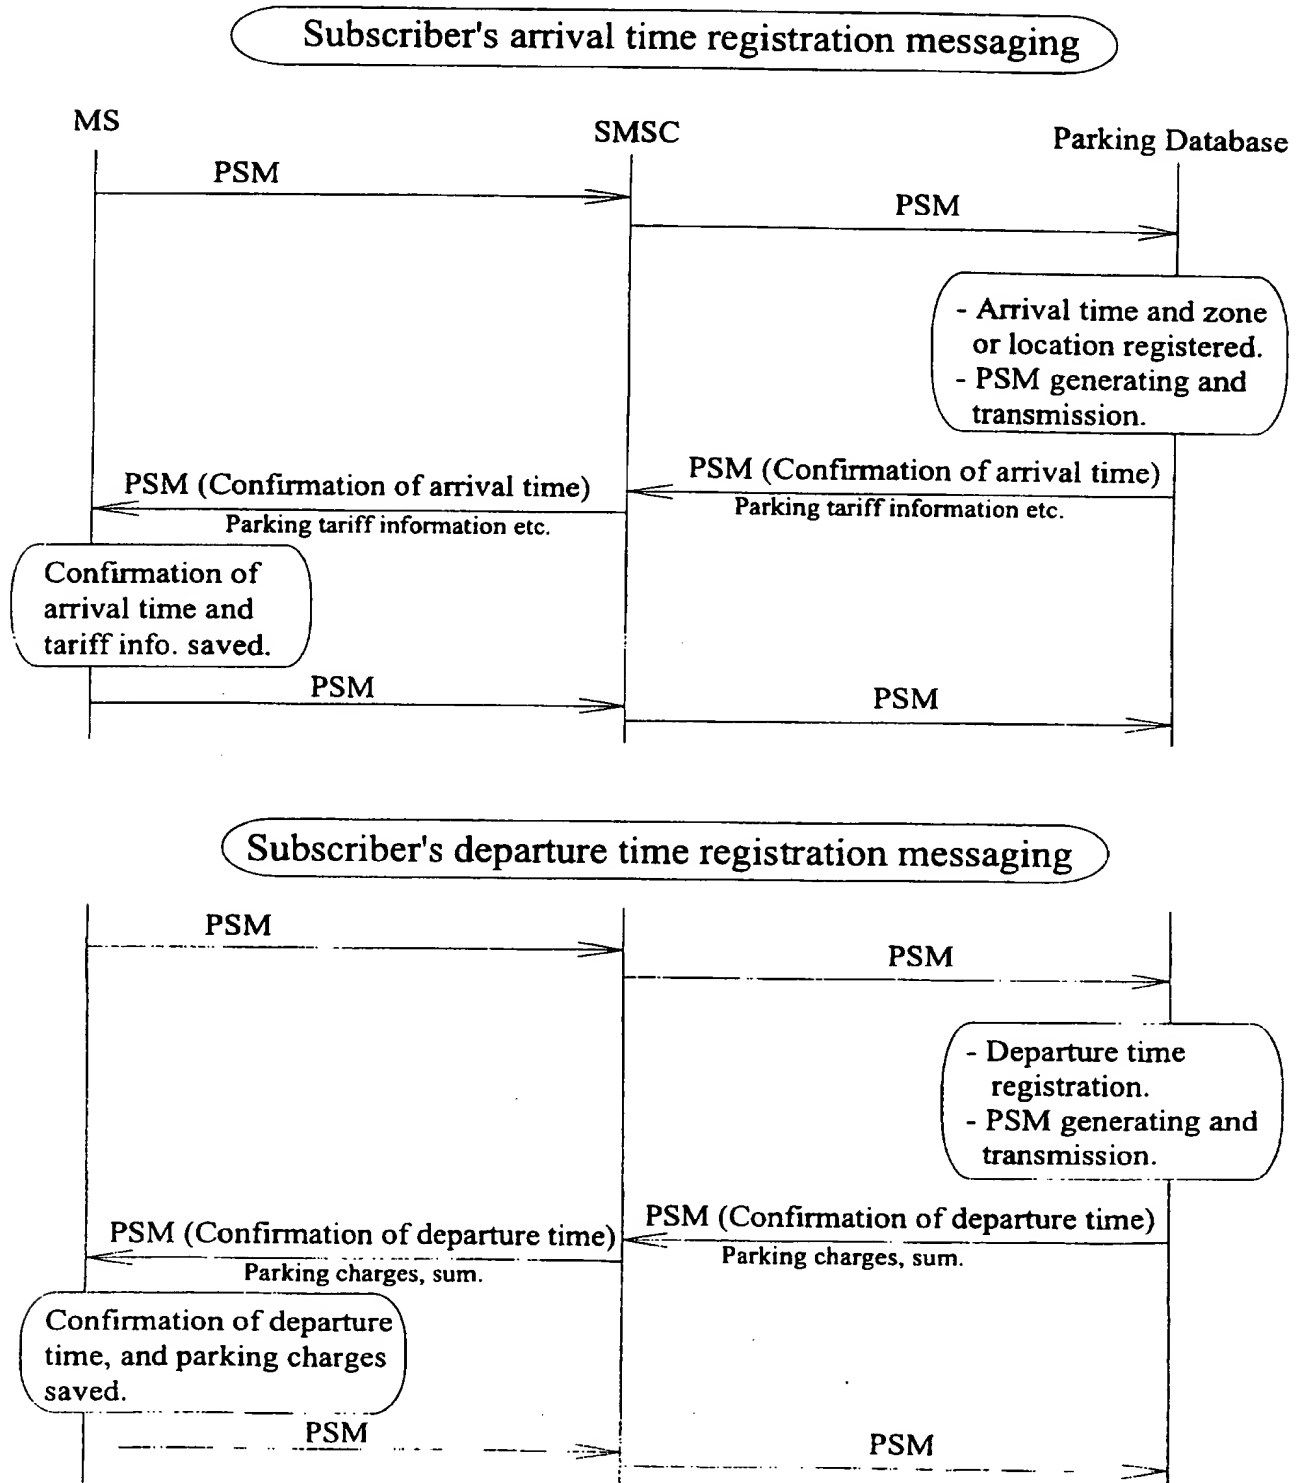 Subscriber's arrival time registration messaging
MS
SMSC
Parking Database
PSM
PSM
- Arrival time and zone
or location registered.
- PSM generating and
transmission.
PSM (Confirmation of arrival time)
Parking tariff information etc.
PSM (Confirmation of arrival time)
Parking tariff information etc.
Confirmation of
arrival time and
tariff info. saved.
PSM
PSM
Subscriber's departure time registration messaging
PSM
PSM
- Departure time
registration.
- PSM generating and
transmission.
PSM (Confirmation of departure time)
Parking charges, sum.
PSM (Confirmation of departure time)
Parking charges, sum.
Confirmation of departure
time, and parking charges
saved.
PSM
PSM